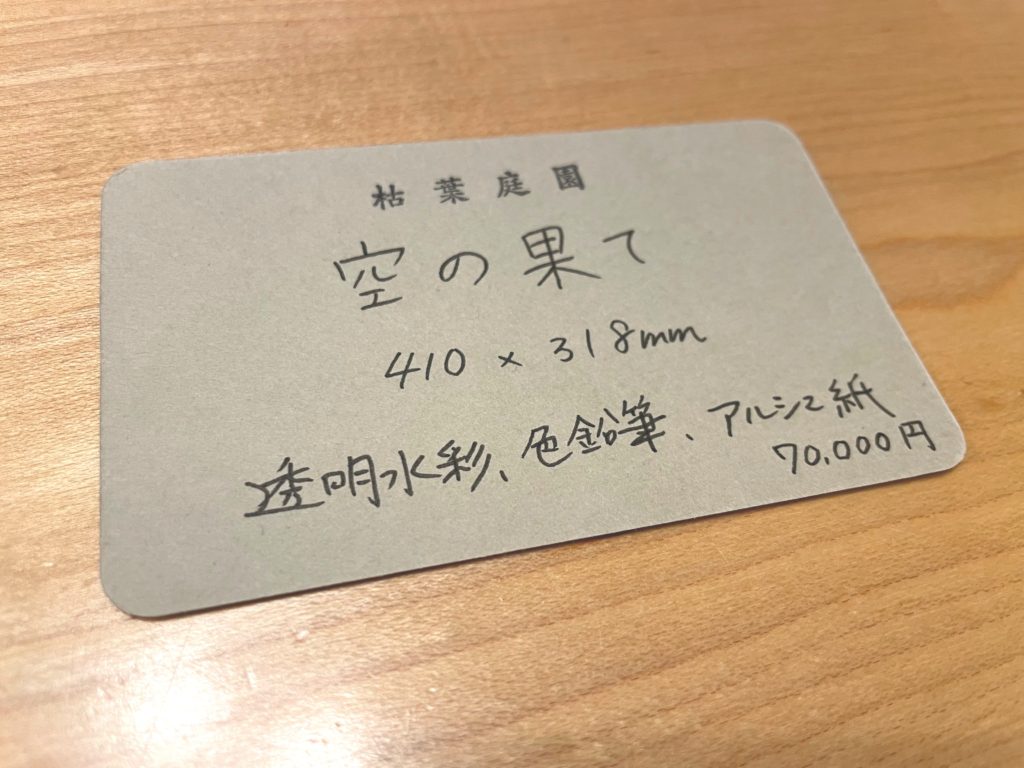 枯葉庭園
空の果て
410 × 318mm
透明水彩、色鉛筆、アルシュ紙
70,000円